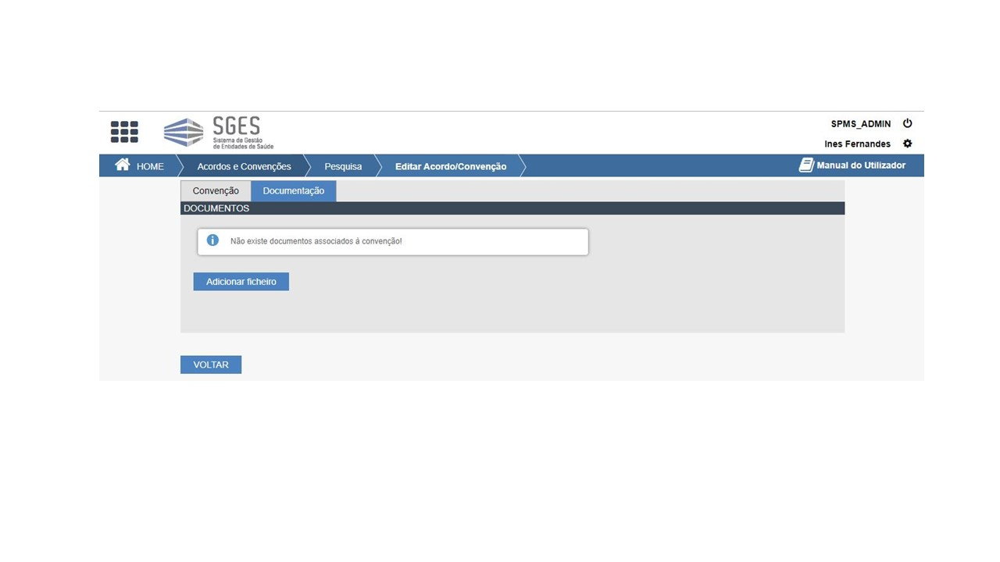 SGES
Sistema de Gestão
de Entidades de Saúde
SPMS_ADMIN
Ines Fernandes
HOME
Acordos e Convenções
Pesquisa
Editar Acordo/Convenção
Manual do Utilizador
Convenção
Documentação
DOCUMENTOS
Não existe documentos associados á convenção!
Adicionar ficheiro
VOLTAR